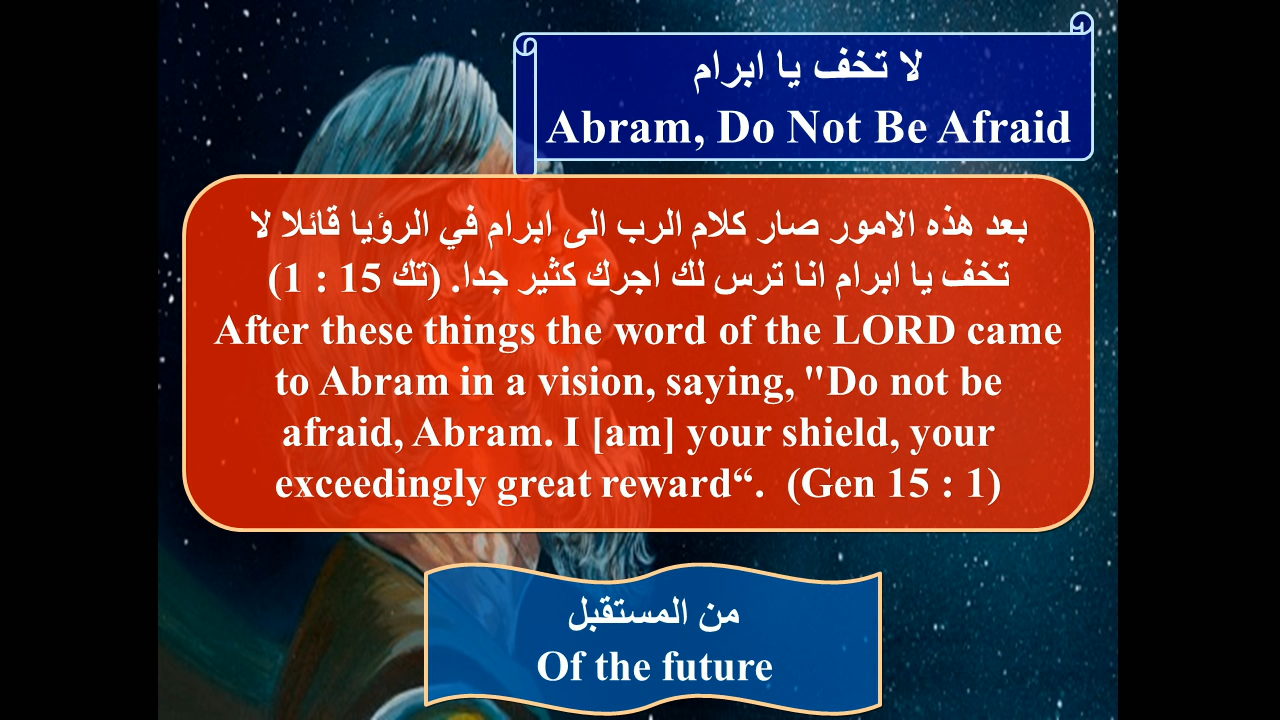 لا تخف يا ابرام
Abram, Do Not Be Afraid
بعد هذه الامور صار كلام الرب الى ابرام في الرؤيا قائلا لا
تخف يا ابرام انا ترس لك اجرك كثير جدا. (تك 15 : 1)
After these things the word of the LORD came
to Abram in a vision, saying, "Do not be
afraid, Abram. I [am] your shield, your
exceedingly great reward“.  (Gen 15 : 1)
من المستقبل
Of the future